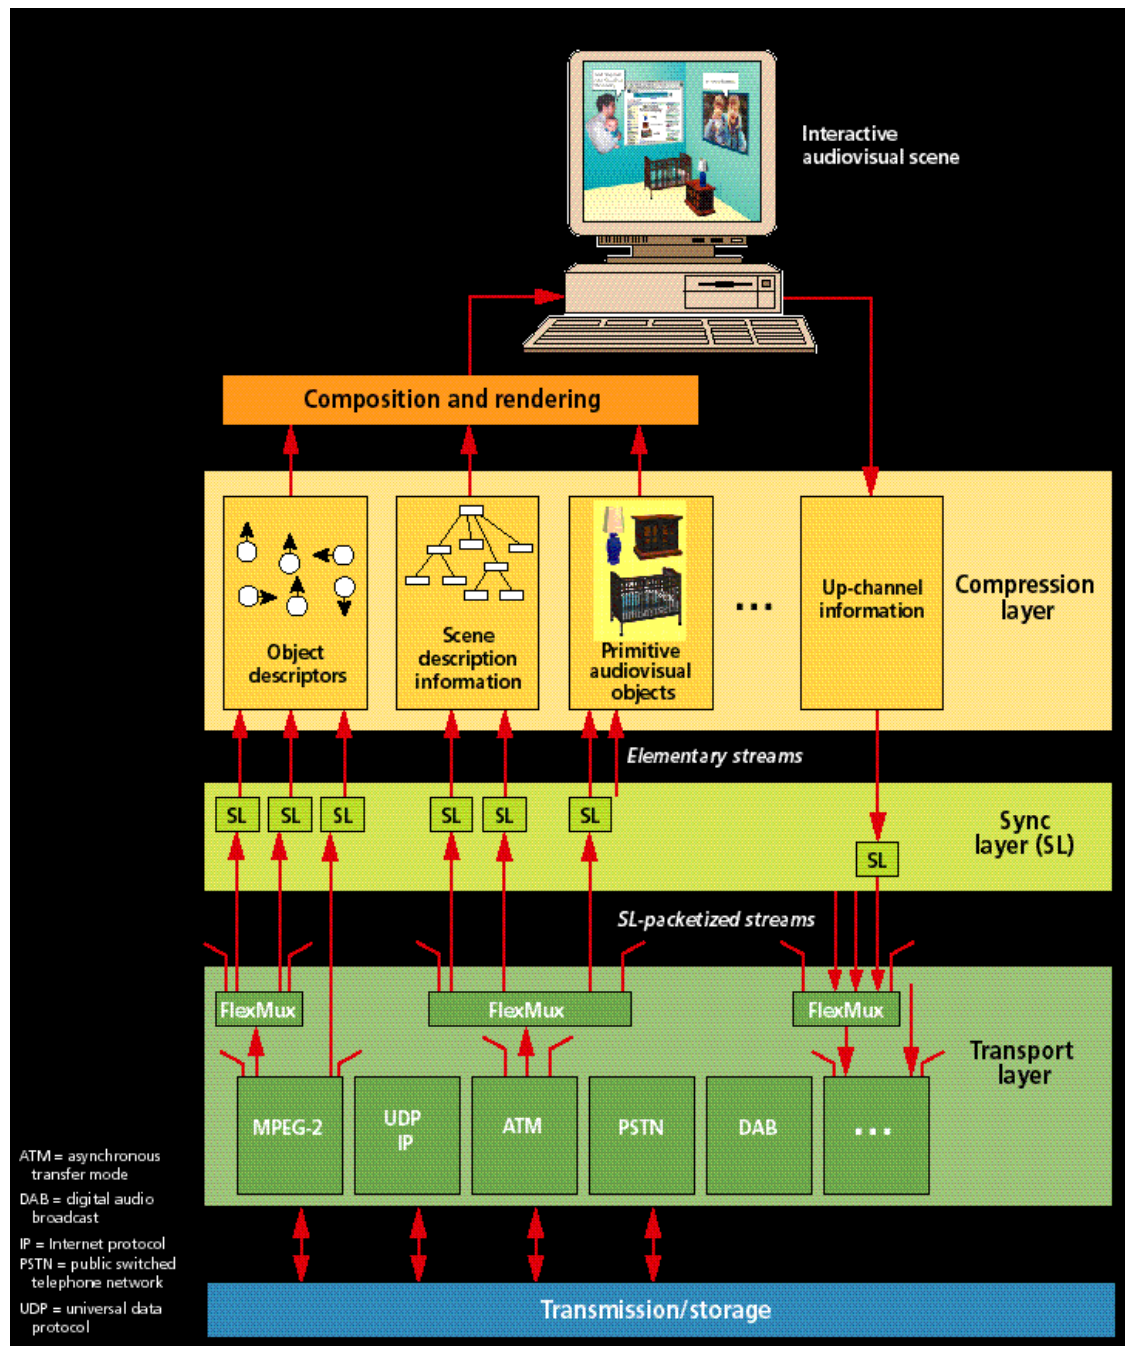 Interactive
audiovisual scene
Composition and rendering
Object
descriptors
Scene
description
information
Primitive
audiovisual
objects
...
Up-channel
information
Compression
layer
Elementary streams
SL
SL
SL
SL
SL
SL
SL
Sync
layer (SL)
SL-packetized streams
FlexMux
FlexMux
FlexMux
Transport
layer
MPEG-2
UDP
IP
ATM
PSTN
DAB
...
ATM = asynchronous
transfer mode
DAB = digital audio
broadcast
IP = Internet protocol
PSTN = public switched
telephone network
UDP = universal data
protocol
Transmission/storage